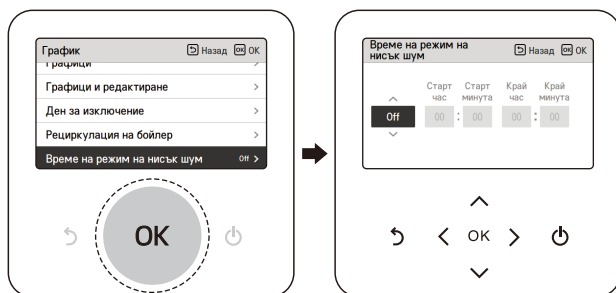 График
Назад OK OK
Графици
Графици и редактиране
Ден за изключение
Рециркулация на бойлер
Време на режим на нисък шум Off
OK
Време на режим на
нисък шум
Назад OK OK
Старт час Старт минута Край час Край минута
Off 00 : 00 00 : 00
OK